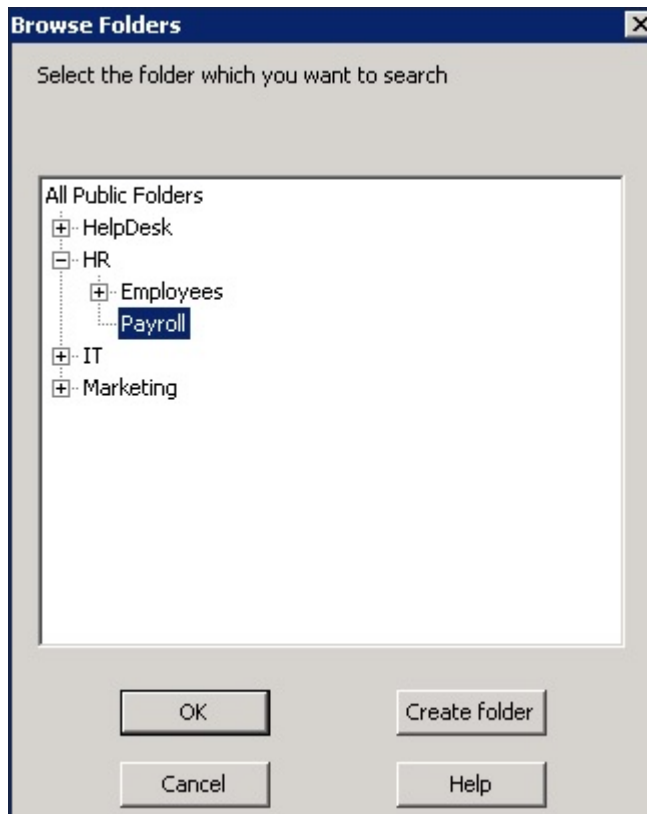 Browse Folders
Select the folder which you want to search
All Public Folders
HelpDesk
HR
Employees
Payroll
IT
Marketing
OK
Create folder
Cancel
Help